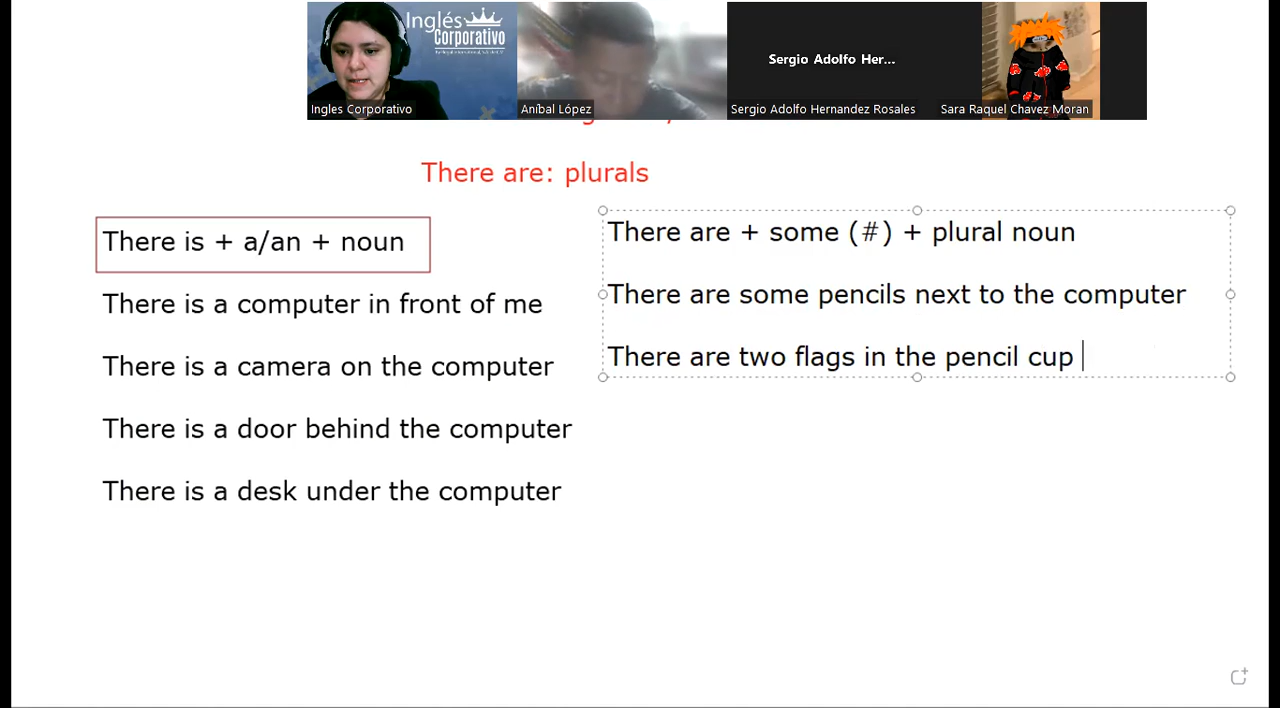 Inglés
Corporativo
Sergio Adolfo Her...
Ingles Corporativo
Aníbal López
Sergio Adolfo Hernandez Rosales
Sara Raquel Chavez Moran
There are: plurals
There is + a/an + noun
There is a computer in front of me
There is a camera on the computer
There is a door behind the computer
There is a desk under the computer
There are + some (#) + plural noun
There are some pencils next to the computer
There are two flags in the pencil cup